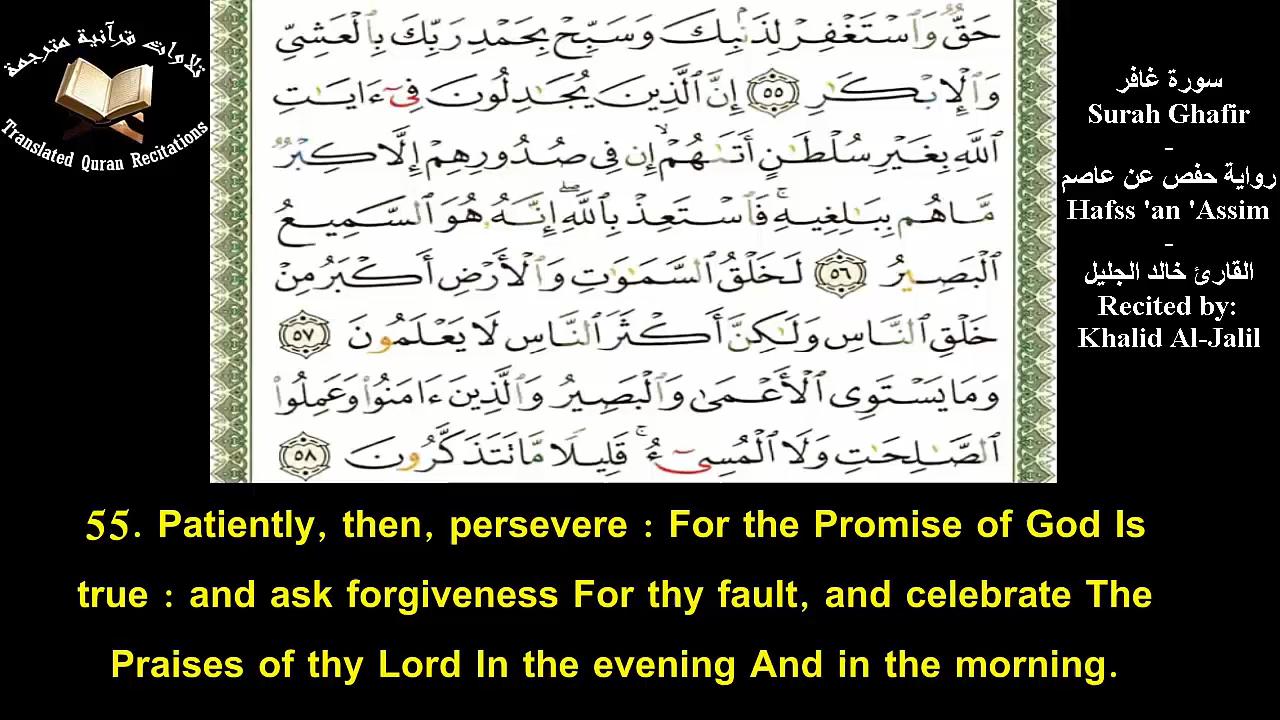 تلاوات قرآنية مترجمة
Translated Quran Recitations
حَقٌّ وَٱسْتَغْفِرْ لِذَنۢبِكَ وَسَبِّحْ بِحَمْدِ رَبِّكَ بِٱلْعَشِىِّ
وَٱلْإِبْكَٰرِ ٥٥ إِنَّ ٱلَّذِينَ يُجَٰدِلُونَ فِىٓ ءَايَٰتِ
ٱللَّهِ بِغَيْرِ سُلْطَٰنٍ أَتَىٰهُمْ ۙ إِن فِى صُدُورِهِمْ إِلَّا كِبْرٌ
مَّا هُم بِبَٰلِغِيهِ ۚ فَٱسْتَعِذْ بِٱللَّهِ ۖ إِنَّهُۥ هُوَ ٱلسَّمِيعُ
ٱلْبَصِيرُ ٥٦ لَخَلْقُ ٱلسَّمَٰوَٰتِ وَٱلْأَرْضِ أَكْبَرُ مِنْ
خَلْقِ ٱلنَّاسِ وَلَٰكِنَّ أَكْثَرَ ٱلنَّاسِ لَا يَعْلَمُونَ ٥٧
وَمَا يَسْتَوِى ٱلْأَعْمَىٰ وَٱلْبَصِيرُ وَٱلَّذِينَ ءَامَنُوا۟ وَعَمِلُوا۟
ٱلصَّٰلِحَٰتِ وَلَا ٱلْمُسِىٓءُ ۚ قَلِيلًا مَّا تَتَذَكَّرُونَ ٥٨
سورة غافر
Surah Ghafir
-
رواية حفص عن عاصم
Hafss 'an 'Assim
-
القارئ خالد الجليل
Recited by:
Khalid Al-Jalil
55. Patiently, then, persevere : For the Promise of God Is
true : and ask forgiveness For thy fault, and celebrate The
Praises of thy Lord In the evening And in the morning.